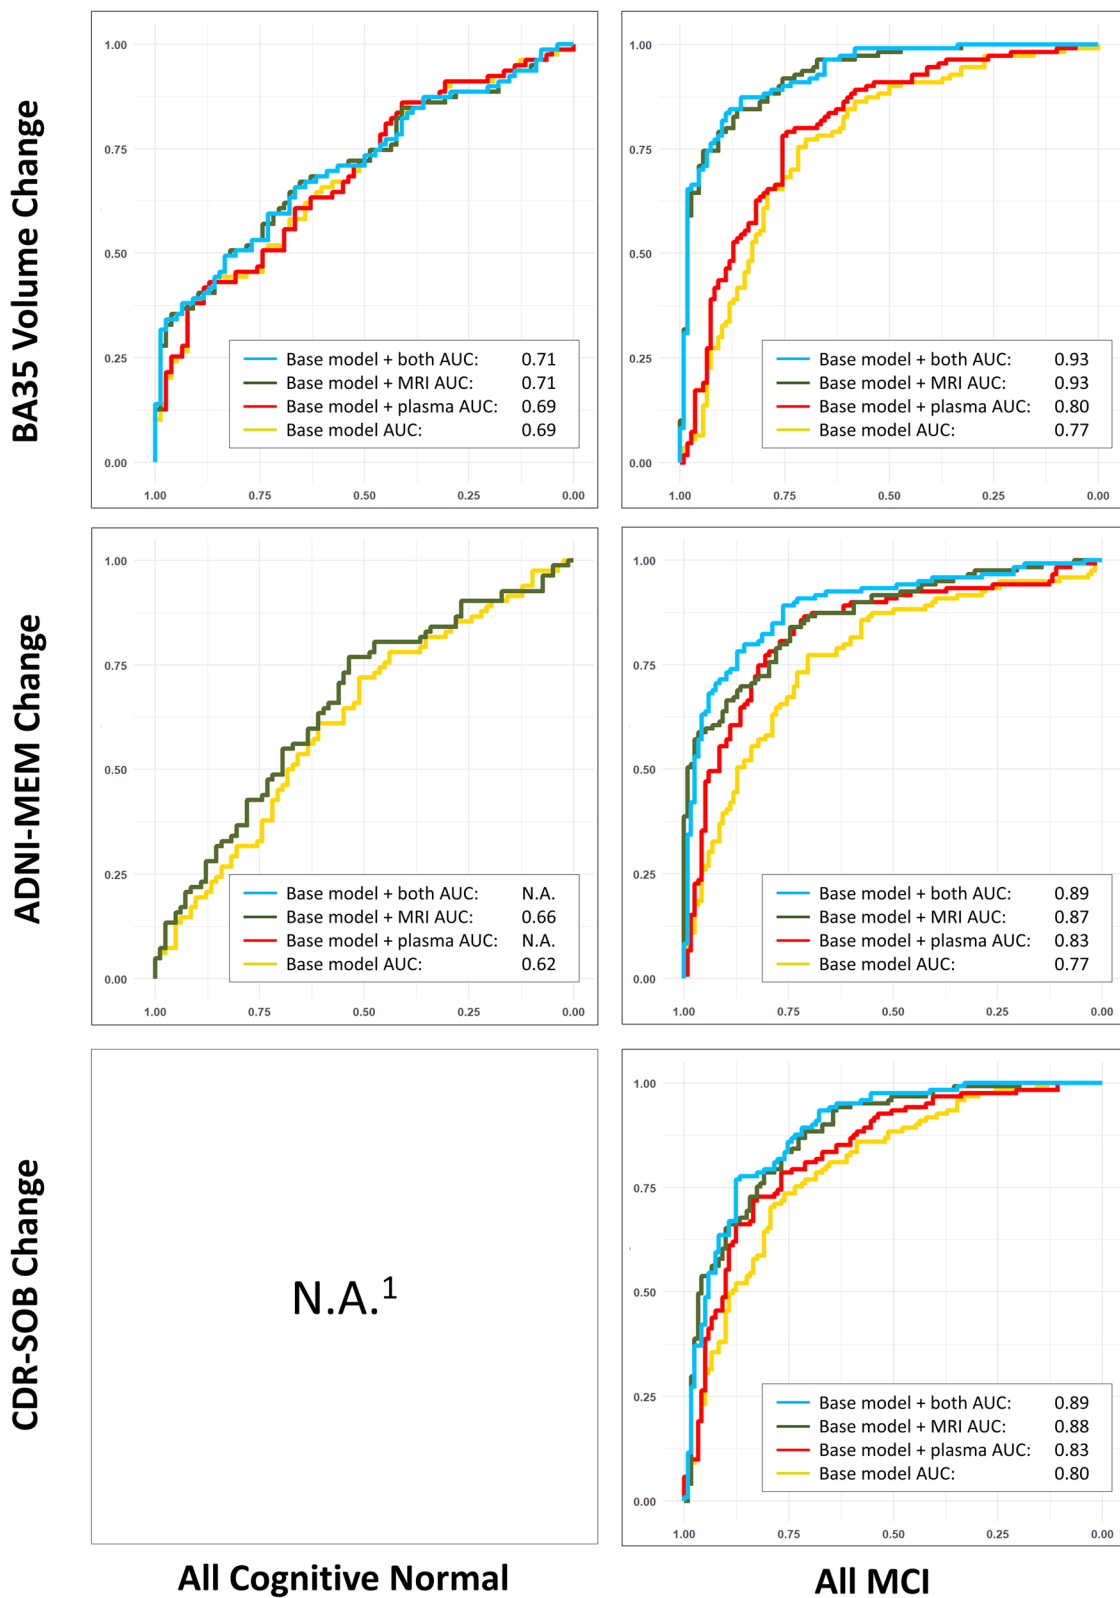 BA35 Volume Change
1.00
0.75
0.50
0.25
0.00
1.00 0.75 0.50 0.25 0.00
Base model + both AUC: 0.71
Base model + MRI AUC: 0.71
Base model + plasma AUC: 0.69
Base model AUC: 0.69
1.00
0.75
0.50
0.25
0.00
1.00 0.75 0.50 0.25 0.00
Base model + both AUC: 0.93
Base model + MRI AUC: 0.93
Base model + plasma AUC: 0.80
Base model AUC: 0.77
ADNI-MEM Change
1.00
0.75
0.50
0.25
0.00
1.00 0.75 0.50 0.25 0.00
Base model + both AUC: N.A.
Base model + MRI AUC: 0.66
Base model + plasma AUC: N.A.
Base model AUC: 0.62
1.00
0.75
0.50
0.25
0.00
1.00 0.75 0.50 0.25 0.00
Base model + both AUC: 0.89
Base model + MRI AUC: 0.87
Base model + plasma AUC: 0.83
Base model AUC: 0.77
CDR-SOB Change
N.A.¹
1.00
0.75
0.50
0.25
0.00
1.00 0.75 0.50 0.25 0.00
Base model + both AUC: 0.89
Base model + MRI AUC: 0.88
Base model + plasma AUC: 0.83
Base model AUC: 0.80
All Cognitive Normal
All MCI